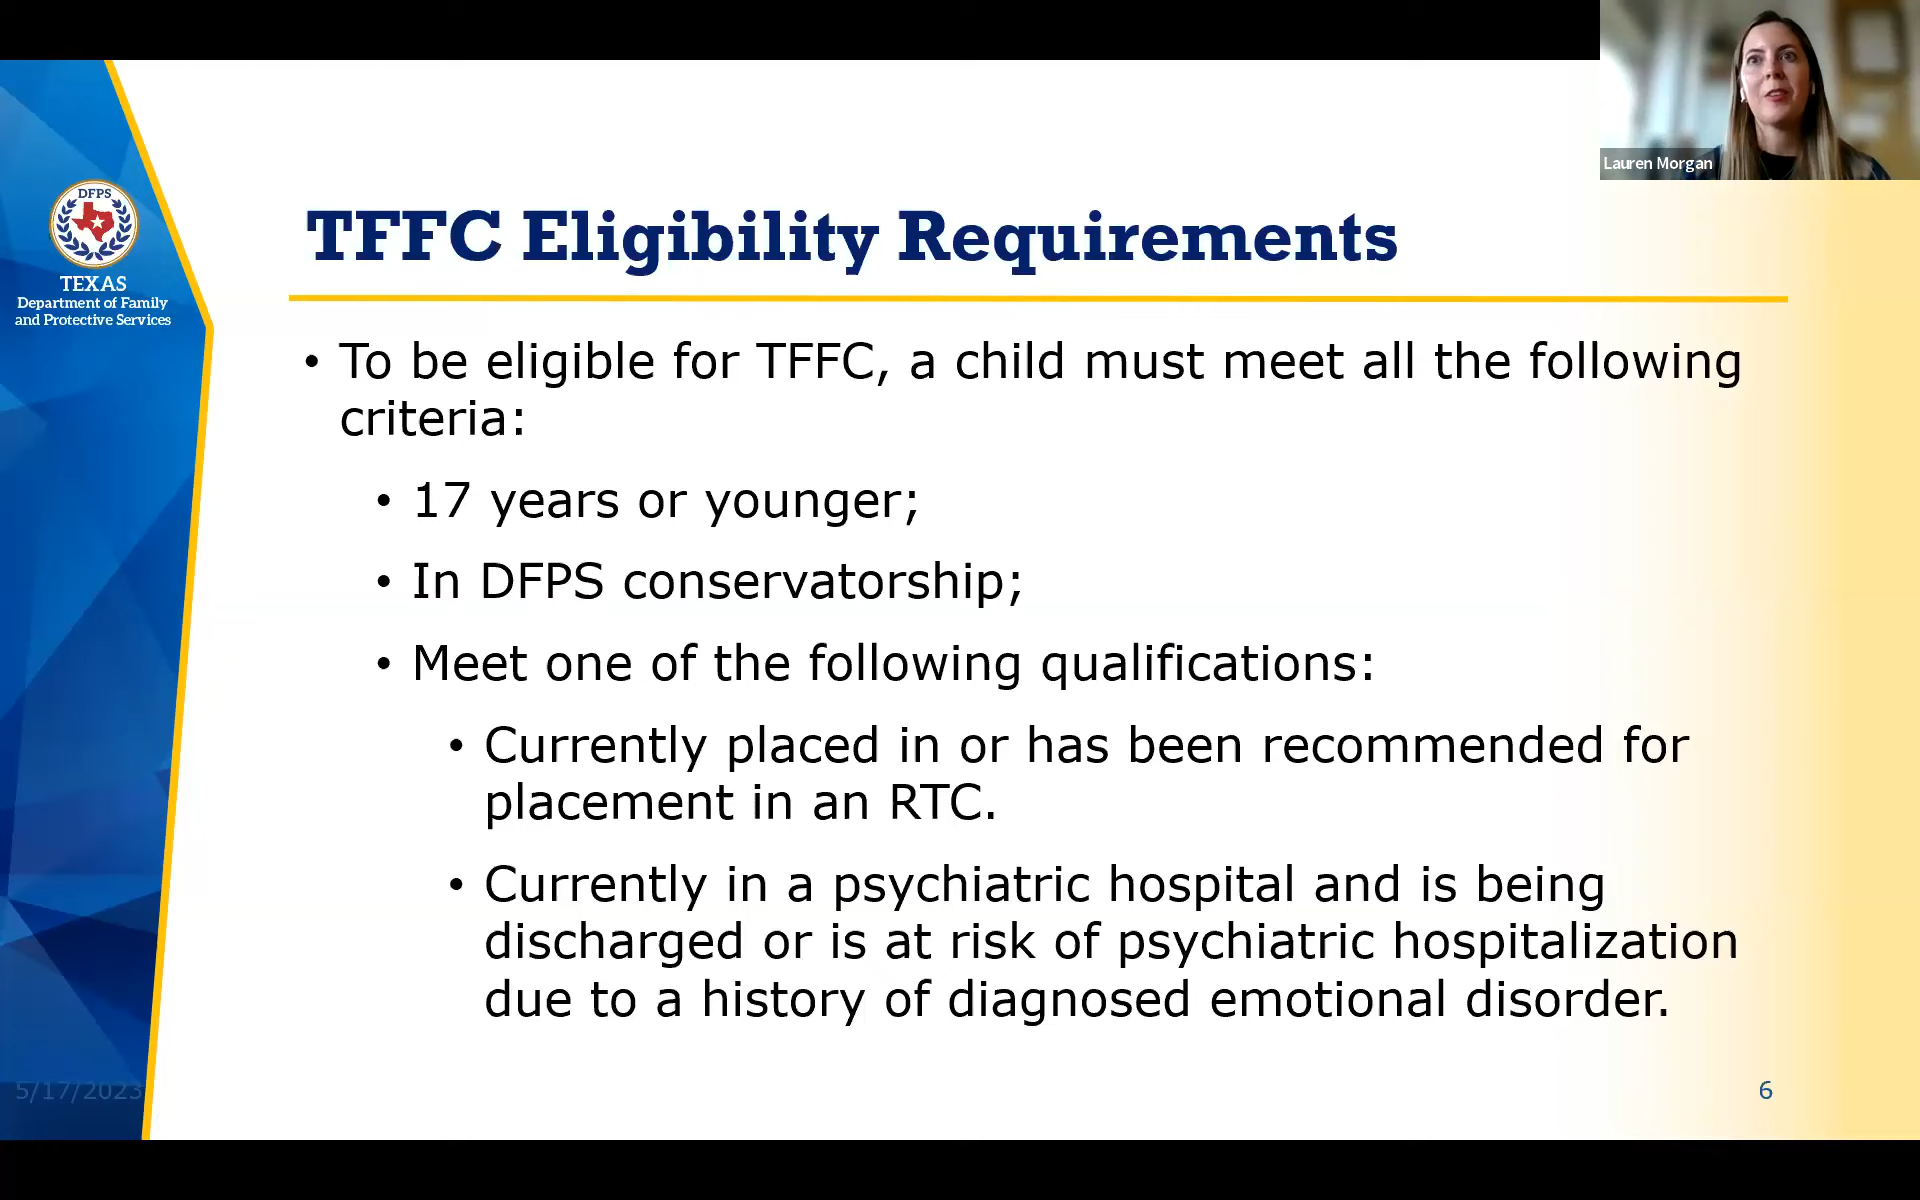 Lauren Morgan
DFPS
TEXAS
Department of Family
and Protective Services
TFFC Eligibility Requirements
• To be eligible for TFFC, a child must meet all the following
criteria:
• 17 years or younger;
• In DFPS conservatorship;
• Meet one of the following qualifications:
• Currently placed in or has been recommended for
placement in an RTC.
• Currently in a psychiatric hospital and is being
discharged or is at risk of psychiatric hospitalization
due to a history of diagnosed emotional disorder.
5/17/2023
6